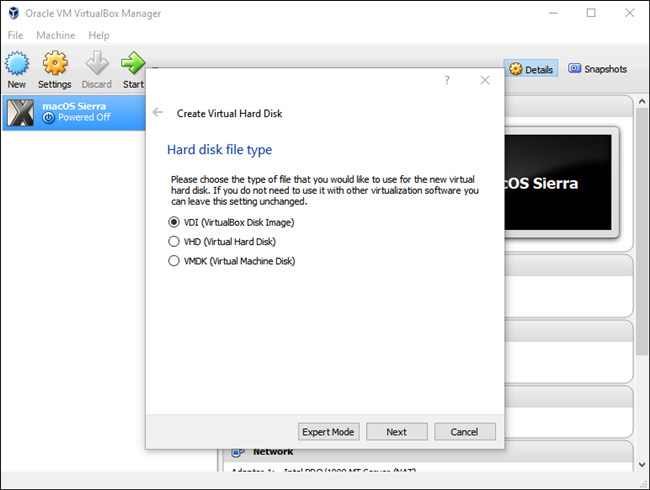 Oracle VM VirtualBox Manager
File Machine Help
New Settings Discard Start
Details Snapshots
macOS Sierra
Powered Off
?
Create Virtual Hard Disk
Hard disk file type
Please choose the type of file that you would like to use for the new virtual
hard disk. If you do not need to use it with other virtualization software you
can leave this setting unchanged.
VDI (VirtualBox Disk Image)
VHD (Virtual Hard Disk)
VMDK (Virtual Machine Disk)
Expert Mode Next Cancel
cOS Sierra
Network
Adapter 1: Intel PRO/1000 MT Server (NAT)